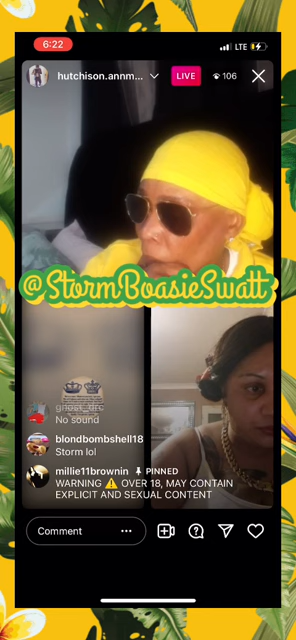 6:22
LTE
hutchison.annm...
LIVE
106
@StormBoasieSwatt
No sound
blondbombshell18
Storm lol
millie11brownin PINNED
WARNING ⚠️ OVER 18, MAY CONTAIN
EXPLICIT AND SEXUAL CONTENT
Comment